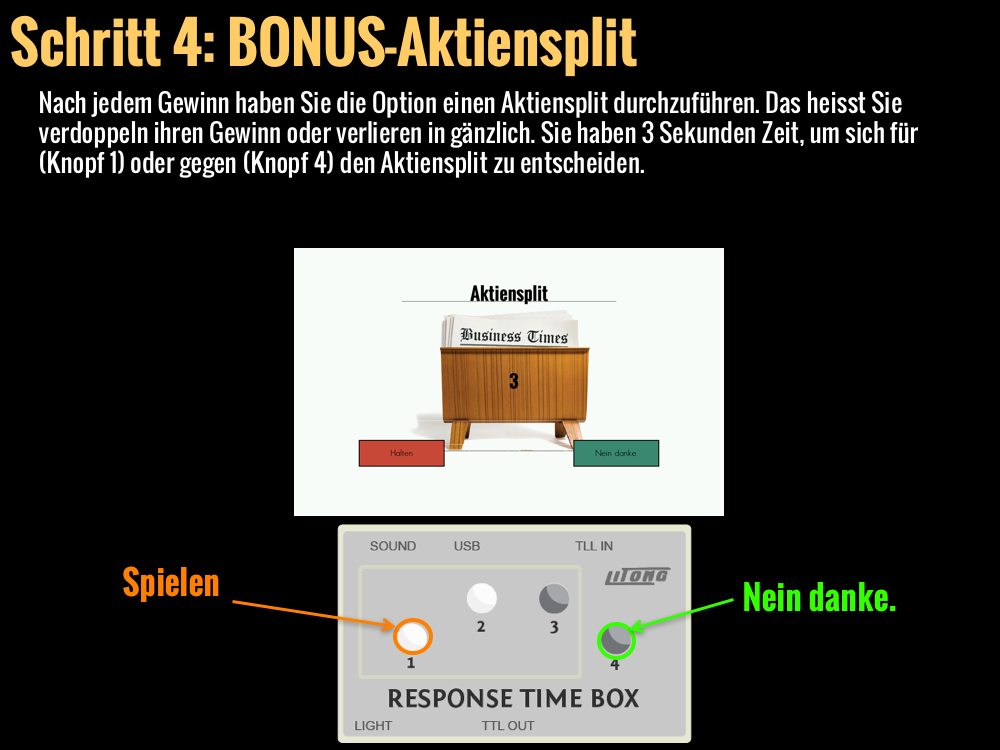 Schritt 4: BONUS-Aktiensplit
Nach jedem Gewinn haben Sie die Option einen Aktiensplit durchzuführen. Das heisst Sie
verdoppeln ihren Gewinn oder verlieren in gänzlich. Sie haben 3 Sekunden Zeit, um sich für
(Knopf 1) oder gegen (Knopf 4) den Aktiensplit zu entscheiden.
Aktiensplit
Business Times
3
Halten
Nein danke.
SOUND USB TLL IN
LITONG
Spielen
Nein danke.
2 3
1 4
RESPONSE TIME BOX
LIGHT TTL OUT